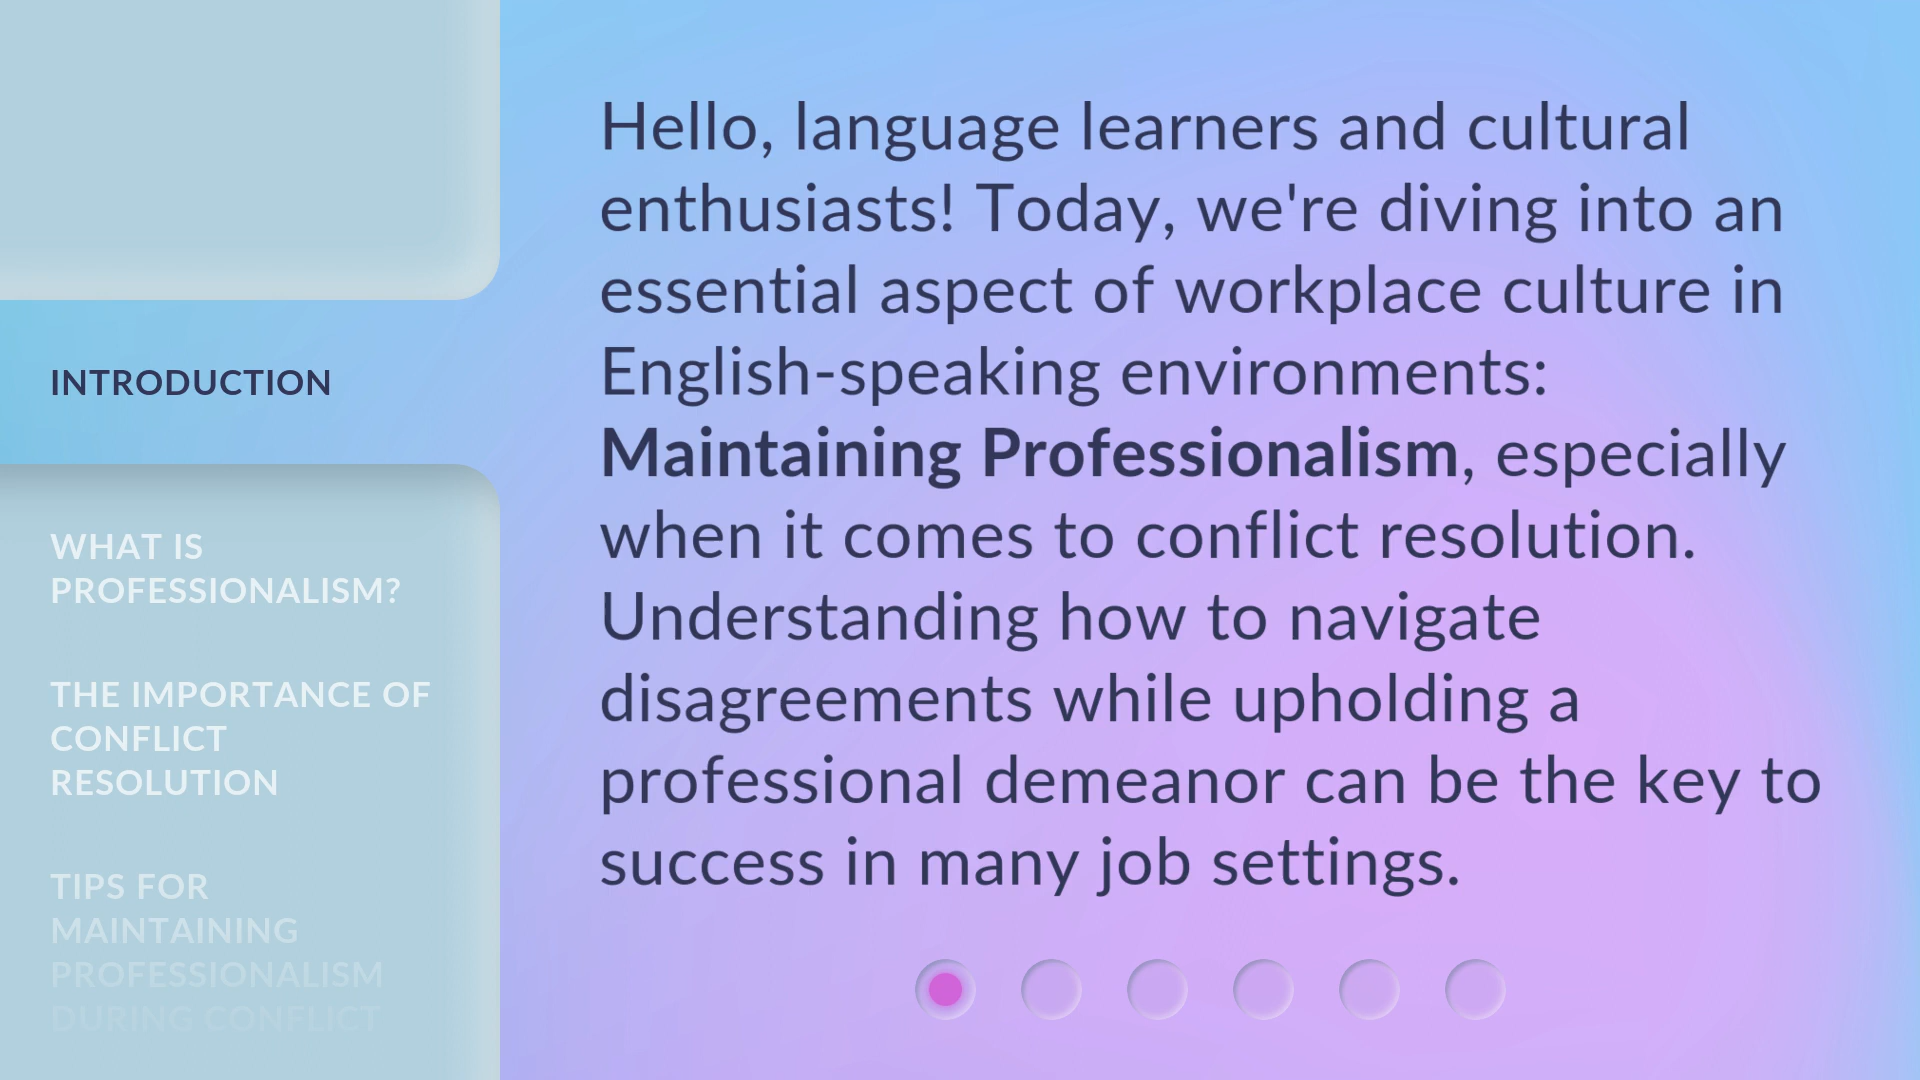 INTRODUCTION
WHAT IS
PROFESSIONALISM?
THE IMPORTANCE OF
CONFLICT
RESOLUTION
TIPS FOR
MAINTAINING
PROFESSIONALISM
DURING CONFLICT
Hello, language learners and cultural
enthusiasts! Today, we're diving into an
essential aspect of workplace culture in
English-speaking environments:
Maintaining Professionalism, especially
when it comes to conflict resolution.
Understanding how to navigate
disagreements while upholding a
professional demeanor can be the key to
success in many job settings.